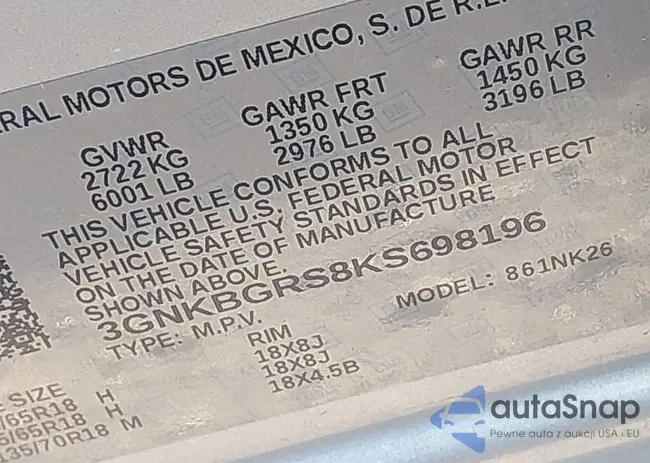 ERAL MOTORS DE MEXICO, S. DE R.L.
GVWR GAWR FRT GAWR RR
2722 KG 1350 KG 1450 KG
6001 LB 2976 LB 3196 LB
THIS VEHICLE CONFORMS TO ALL
APPLICABLE U.S. FEDERAL MOTOR
VEHICLE SAFETY STANDARDS IN EFFECT
ON THE DATE OF MANUFACTURE
SHOWN ABOVE.
3GNKBGRS8KS698196
TYPE: M.P.V. MODEL: 861NK26
SIZE RIM
/65R18 H 18X8J
/65R18 H 18X8J
135/70R18 M 18X4.5B
autaSnap
Pewne auta z aukcji USA i EU